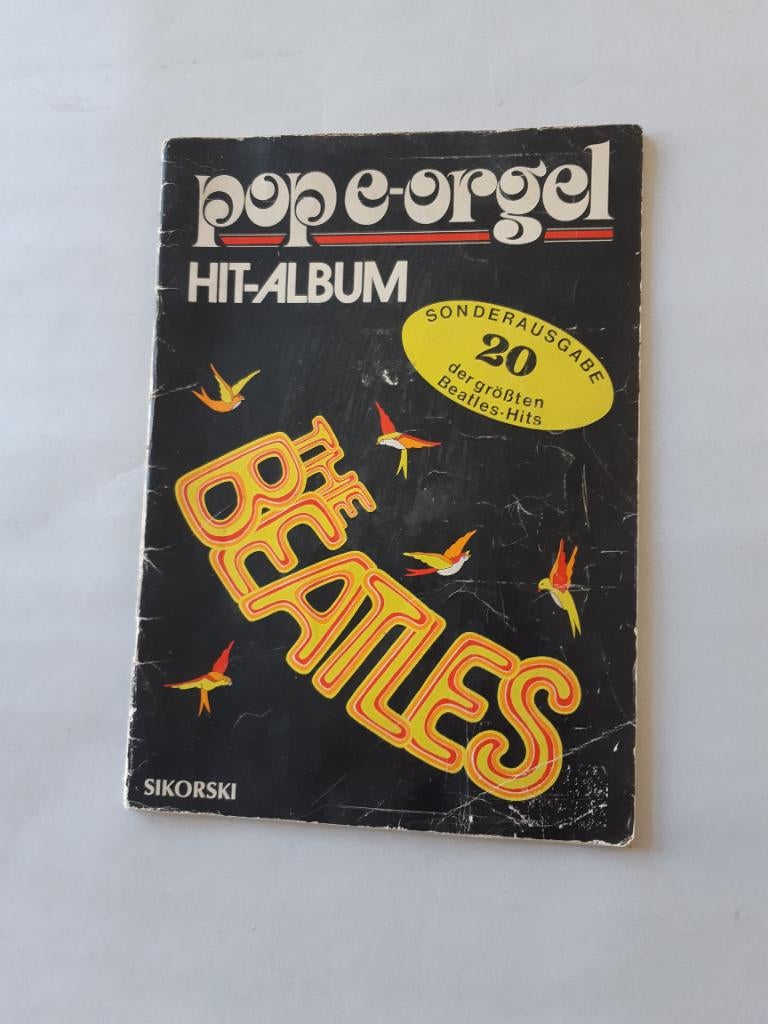 pop e-orgel
HIT-ALBUM
SONDERAUSGABE
20
der größten
Beatles-Hits
THE
BEATLES
SIKORSKI